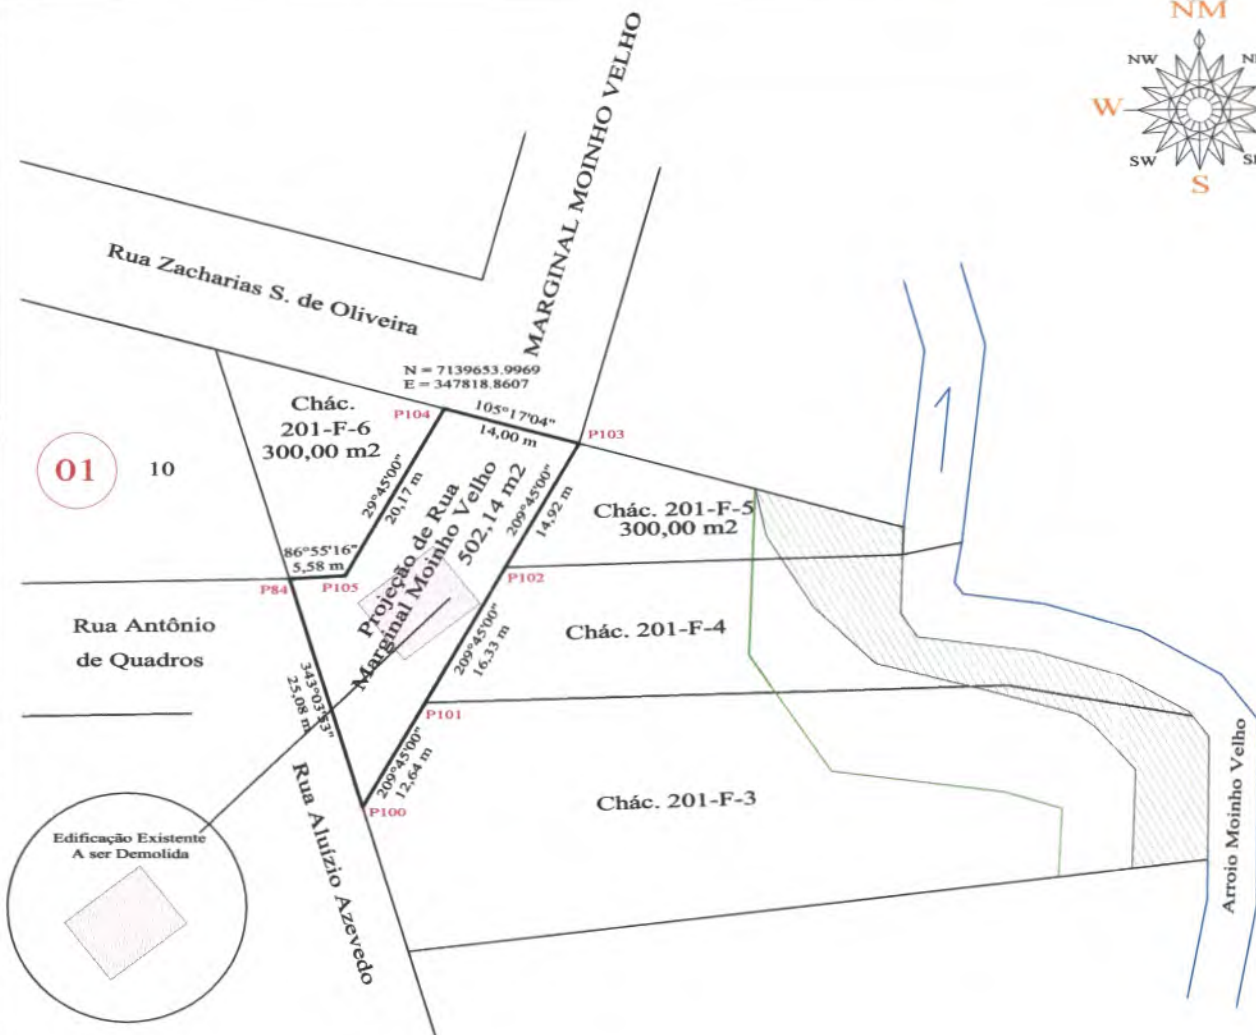 NM
NW
W
SW
S
MARGINAL MOINHO VELHO
Rua Zacharias S. de Oliveira
N = 7139653.9969
E = 347818.8607
P104
105°17'04"
14,00 m
P103
Chác.
201-F-6
300,00 m2
01
10
29°45'00"
20,17 m
Projeção de Rua
Marginal Moinho Velho
502,14 m2
209°45'00"
14,92 m
Chác. 201-F-5
300,00 m2
86°55'16"
5,58 m
P84
P105
P102
Rua Antônio
de Quadros
209°45'00"
16,33 m
Chác. 201-F-4
343°03'53"
25,08 m
P101
209°45'00"
12,64 m
P100
Chác. 201-F-3
Rua Aluízio Azevedo
Edificação Existente
A ser Demolida
Arroio Moinho Velho